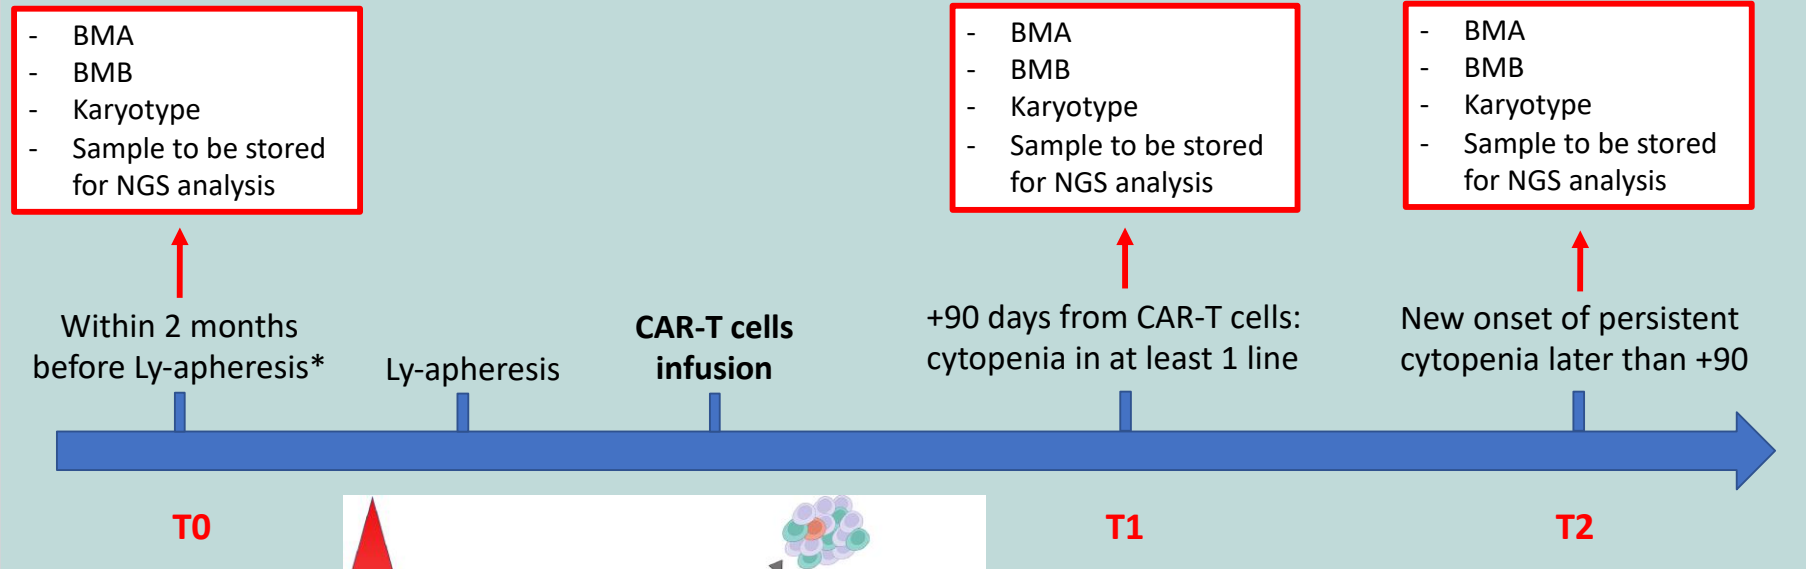 - BMA
- BMB
- Karyotype
- Sample to be stored
for NGS analysis
- BMA
- BMB
- Karyotype
- Sample to be stored
for NGS analysis
- BMA
- BMB
- Karyotype
- Sample to be stored
for NGS analysis
Within 2 months
before Ly-apheresis*
Ly-apheresis
CAR-T cells
infusion
+90 days from CAR-T cells:
cytopenia in at least 1 line
New onset of persistent
cytopenia later than +90
T0
T1
T2